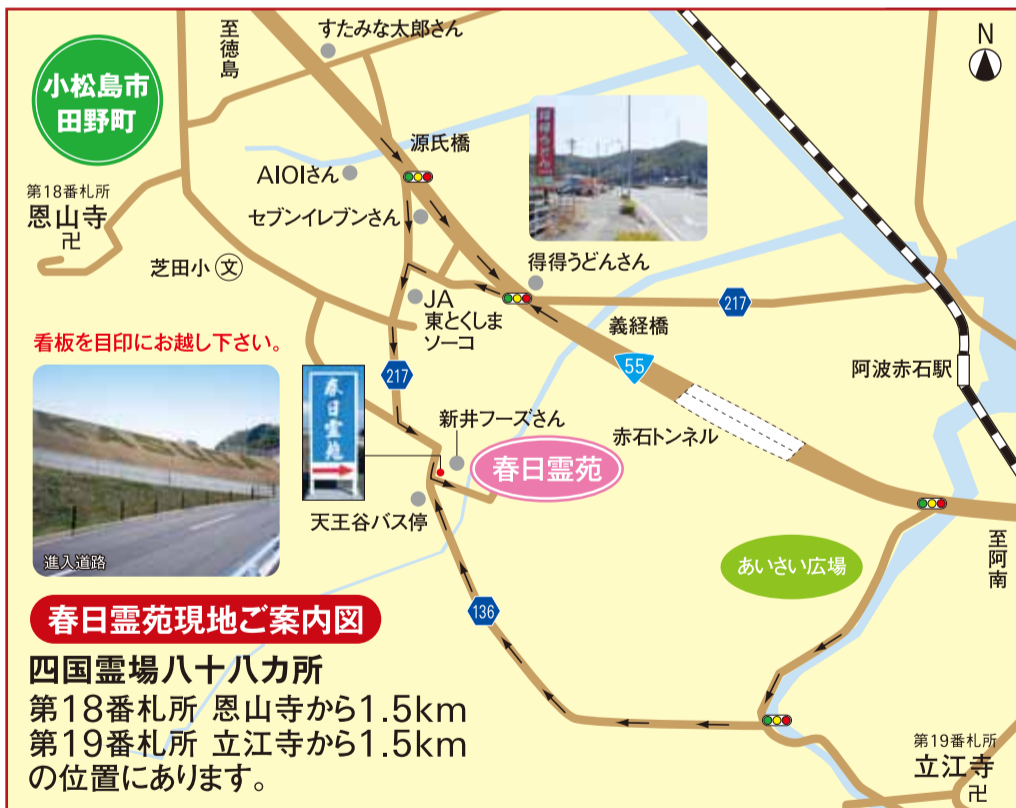 小松島市
田野町
至徳島
すたみな太郎さん
N
源氏橋
AIOIさん
第18番札所
恩山寺
卍
セブンイレブンさん
芝田小 文
得得うどん
得得うどんさん
JA
東とくしま
ソーコ
217
義経橋
217
55
阿波赤石駅
看板を目印にお越し下さい。
春日霊苑
新井フーズさん
赤石トンネル
春日霊苑
天王谷バス停
進入道路
至阿南
あいさい広場
136
春日霊苑現地ご案内図
四国霊場八十八カ所
第18番札所 恩山寺から1.5km
第19番札所 立江寺から1.5km
の位置にあります。
第19番札所
立江寺
卍